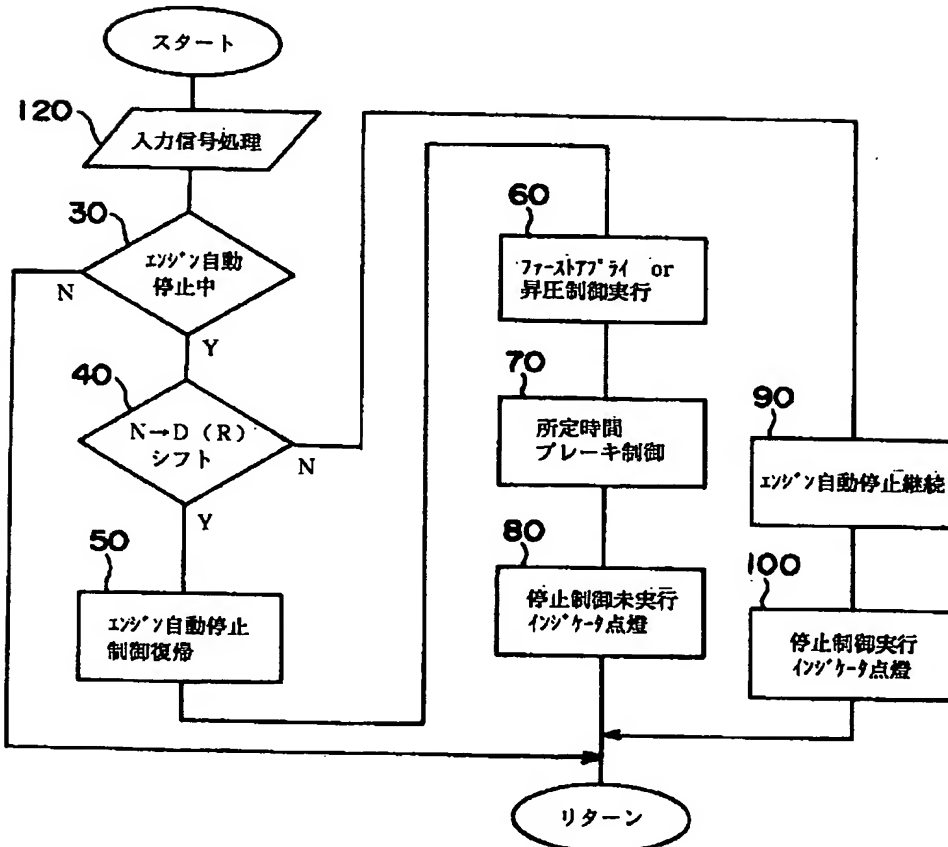 スタート
120
入力信号処理
30
エンジン自動
停止中
N
Y
40
N→D (R)
シフト
N
Y
50
エンジン自動停止
制御復帰
60
ファーストアプライ or
昇圧制御実行
70
所定時間
ブレーキ制御
80
停止制御未実行
インジケータ点燈
90
エンジン自動停止継続
100
停止制御実行
インジケータ点燈
リターン